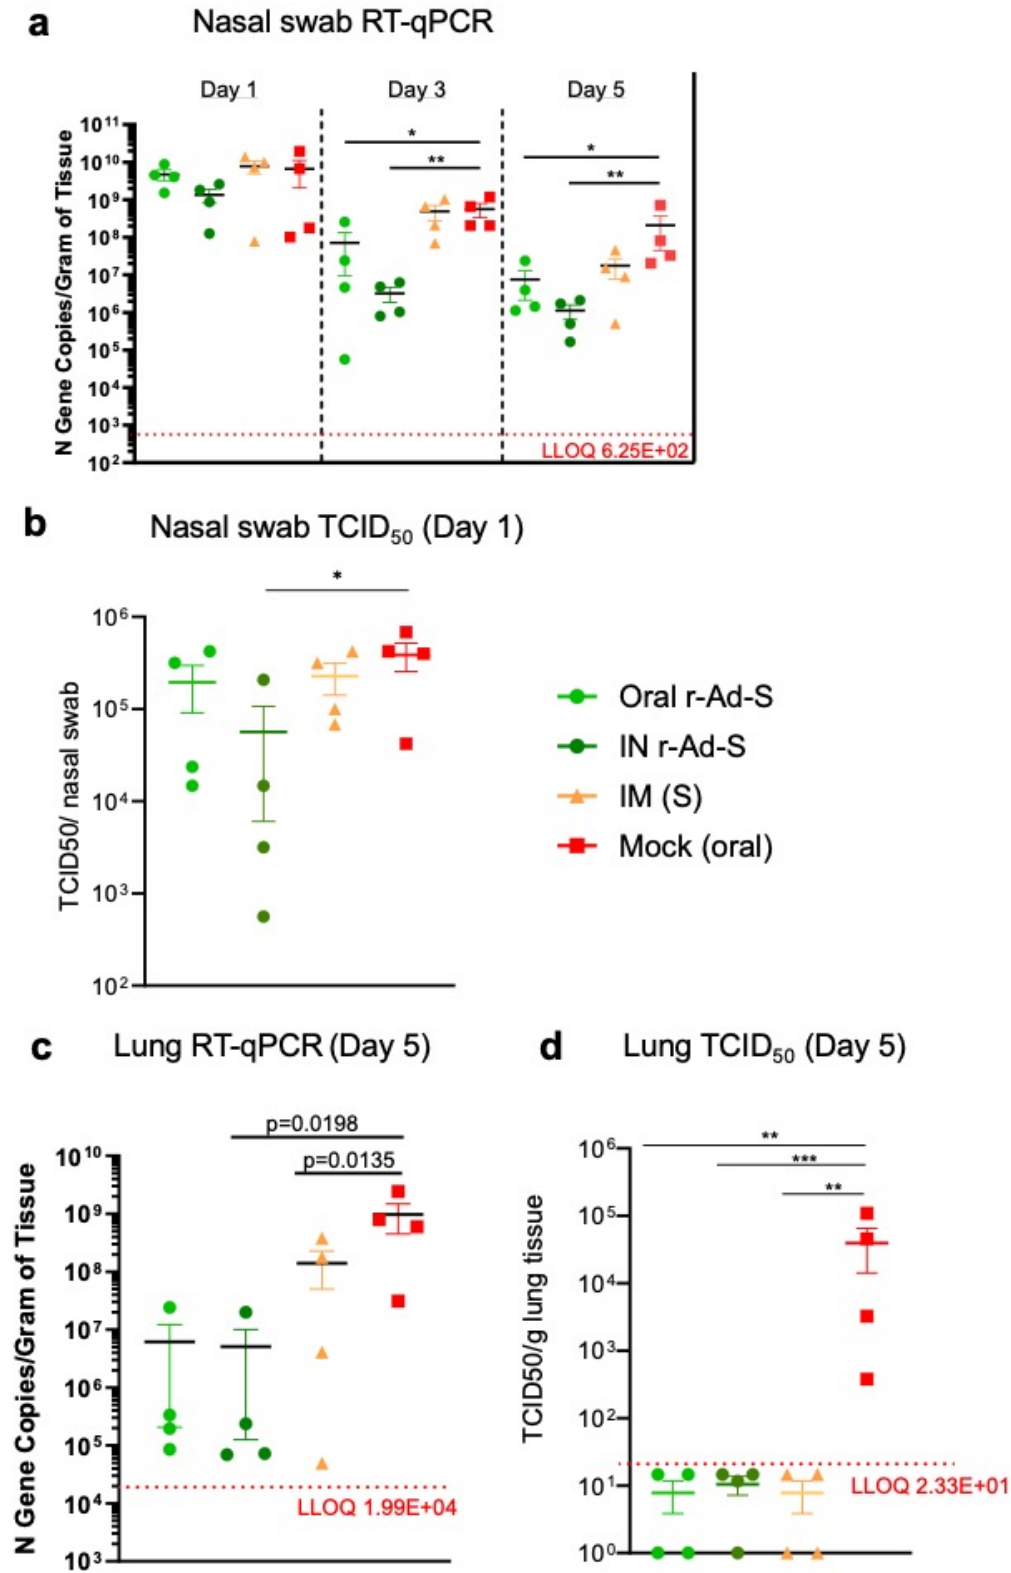 a
Nasal swab RT-qPCR
Day 1
Day 3
Day 5
N Gene Copies/Gram of Tissue
10¹¹
10¹⁰
10⁹
10⁸
10⁷
10⁶
10⁵
10⁴
10³
10²
*
**
*
**
LLOQ 6.25E+02
b
Nasal swab TCID₅₀ (Day 1)
*
TCID50/ nasal swab
10⁶
10⁵
10⁴
10³
10²
Oral r-Ad-S
IN r-Ad-S
IM (S)
Mock (oral)
c
Lung RT-qPCR (Day 5)
p=0.0198
p=0.0135
N Gene Copies/Gram of Tissue
10¹⁰
10⁹
10⁸
10⁷
10⁶
10⁵
10⁴
10³
LLOQ 1.99E+04
d
Lung TCID₅₀ (Day 5)
**
***
**
TCID50/g lung tissue
10⁶
10⁵
10⁴
10³
10²
10¹
10⁰
LLOQ 2.33E+01